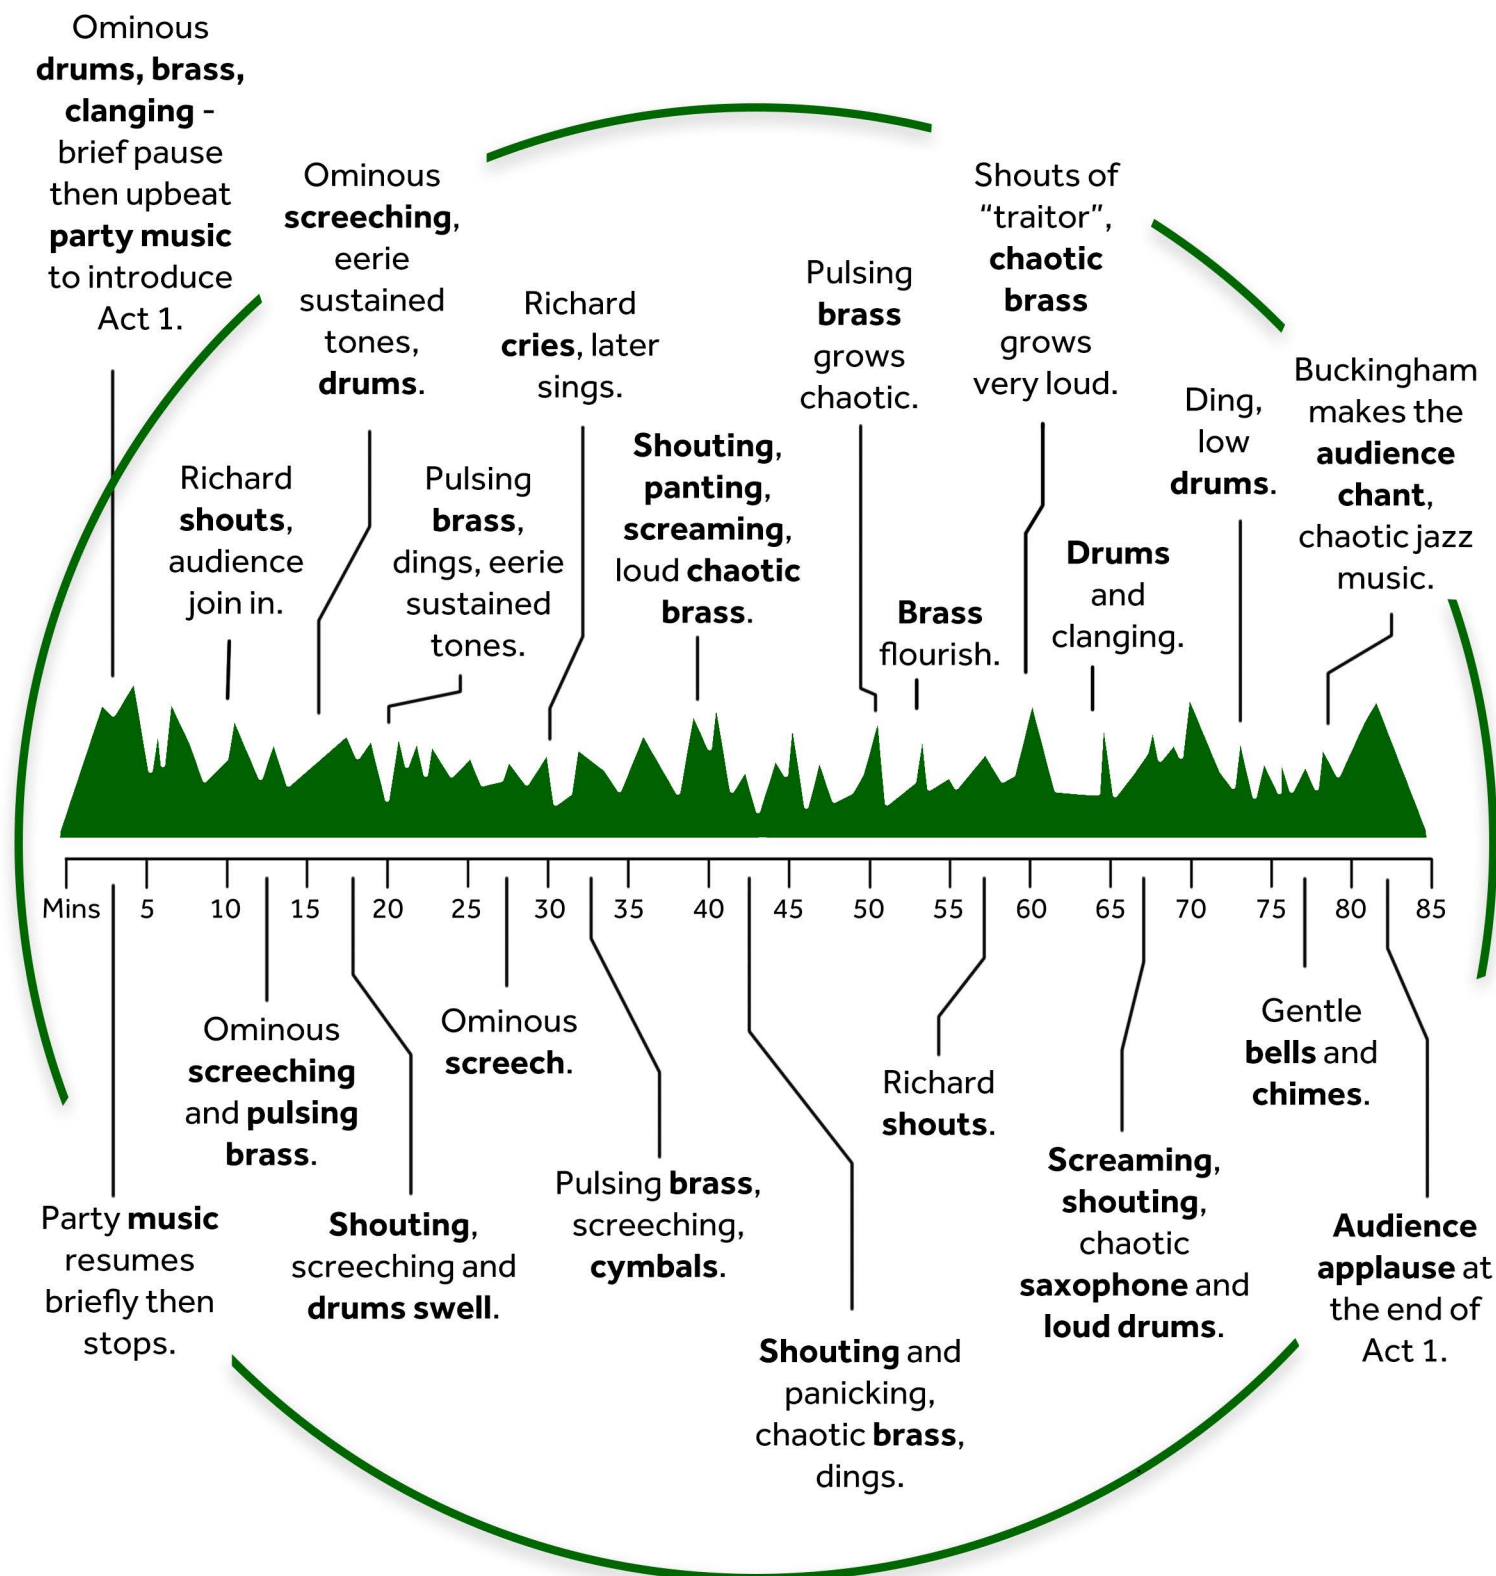 Ominous
drums, brass,
clanging -
brief pause
then upbeat
party music
to introduce
Act 1.
Richard
shouts,
audience
join in.
Ominous
screeching,
eerie
sustained
tones,
drums.
Pulsing
brass,
dings, eerie
sustained
tones.
Richard
cries, later
sings.
Shouting,
panting,
screaming,
loud chaotic
brass.
Pulsing
brass
grows
chaotic.
Brass
flourish.
Shouts of
“traitor”,
chaotic
brass
grows
very loud.
Drums
and
clanging.
Ding,
low
drums.
Buckingham
makes the
audience
chant,
chaotic jazz
music.
Mins 5 10 15 20 25 30 35 40 45 50 55 60 65 70 75 80 85
Party music
resumes
briefly then
stops.
Ominous
screeching
and pulsing
brass.
Shouting,
screeching and
drums swell.
Ominous
screech.
Pulsing brass,
screeching,
cymbals.
Shouting and
panicking,
chaotic brass,
dings.
Richard
shouts.
Screaming,
shouting,
chaotic
saxophone and
loud drums.
Gentle
bells and
chimes.
Audience
applause at
the end of
Act 1.